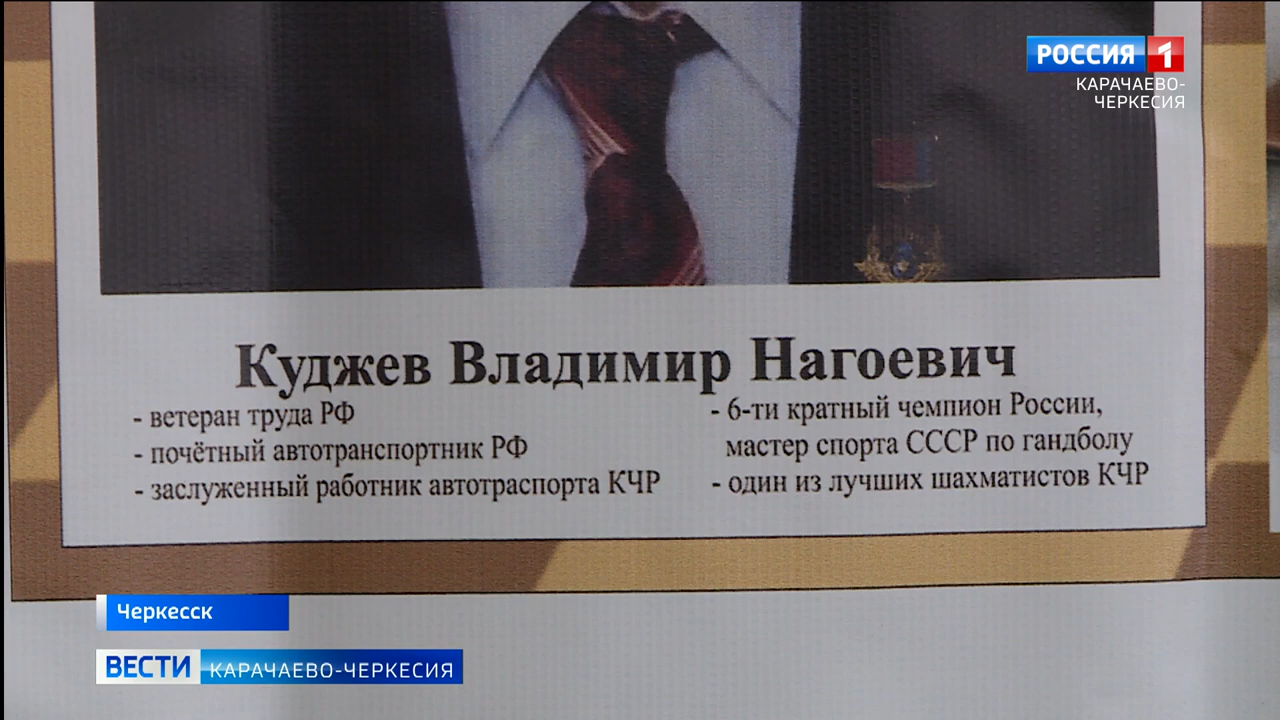 РОССИЯ 1
КАРАЧАЕВО-
ЧЕРКЕСИЯ
Куджев Владимир Нагоевич
- ветеран труда РФ
- почётный автотранспортник РФ
- заслуженный работник автотраспорта КЧР
- 6-ти кратный чемпион России,
мастер спорта СССР по гандболу
- один из лучших шахматистов КЧР
Черкесск
ВЕСТИ КАРАЧАЕВО-ЧЕРКЕСИЯ